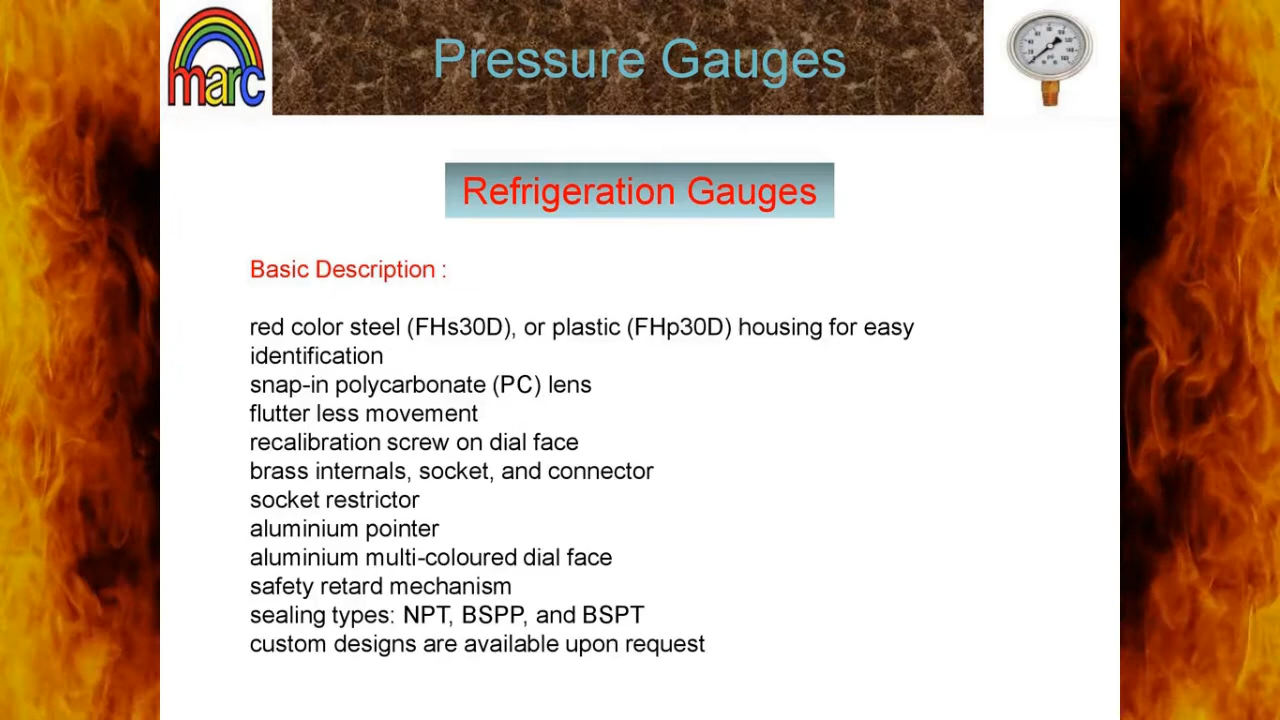 marc
Pressure Gauges
Refrigeration Gauges
Basic Description :
red color steel (FHs30D), or plastic (FHp30D) housing for easy
identification
snap-in polycarbonate (PC) lens
flutter less movement
recalibration screw on dial face
brass internals, socket, and connector
socket restrictor
aluminium pointer
aluminium multi-coloured dial face
safety retard mechanism
sealing types: NPT, BSPP, and BSPT
custom designs are available upon request